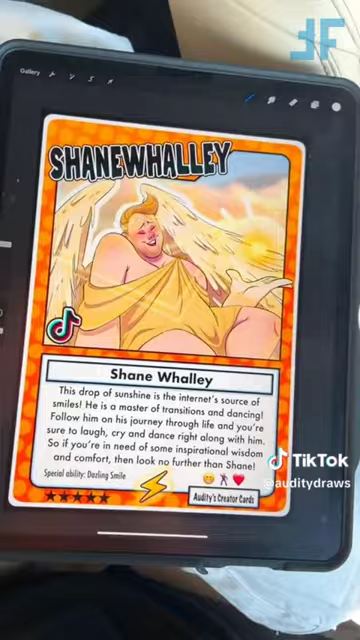 Gallery
SHANEWHALLEY
Shane Whalley
This drop of sunshine is the internet's source of
smiles! He is a master of transitions and dancing!
Follow him on his journey through life and you're
sure to laugh, cry and dance right along with him.
So if you're in need of some inspirational wisdom
and comfort, then look no further than Shane!
Special ability: Dazling Smile
Audity's Creator Cards
TikTok
@auditydraws